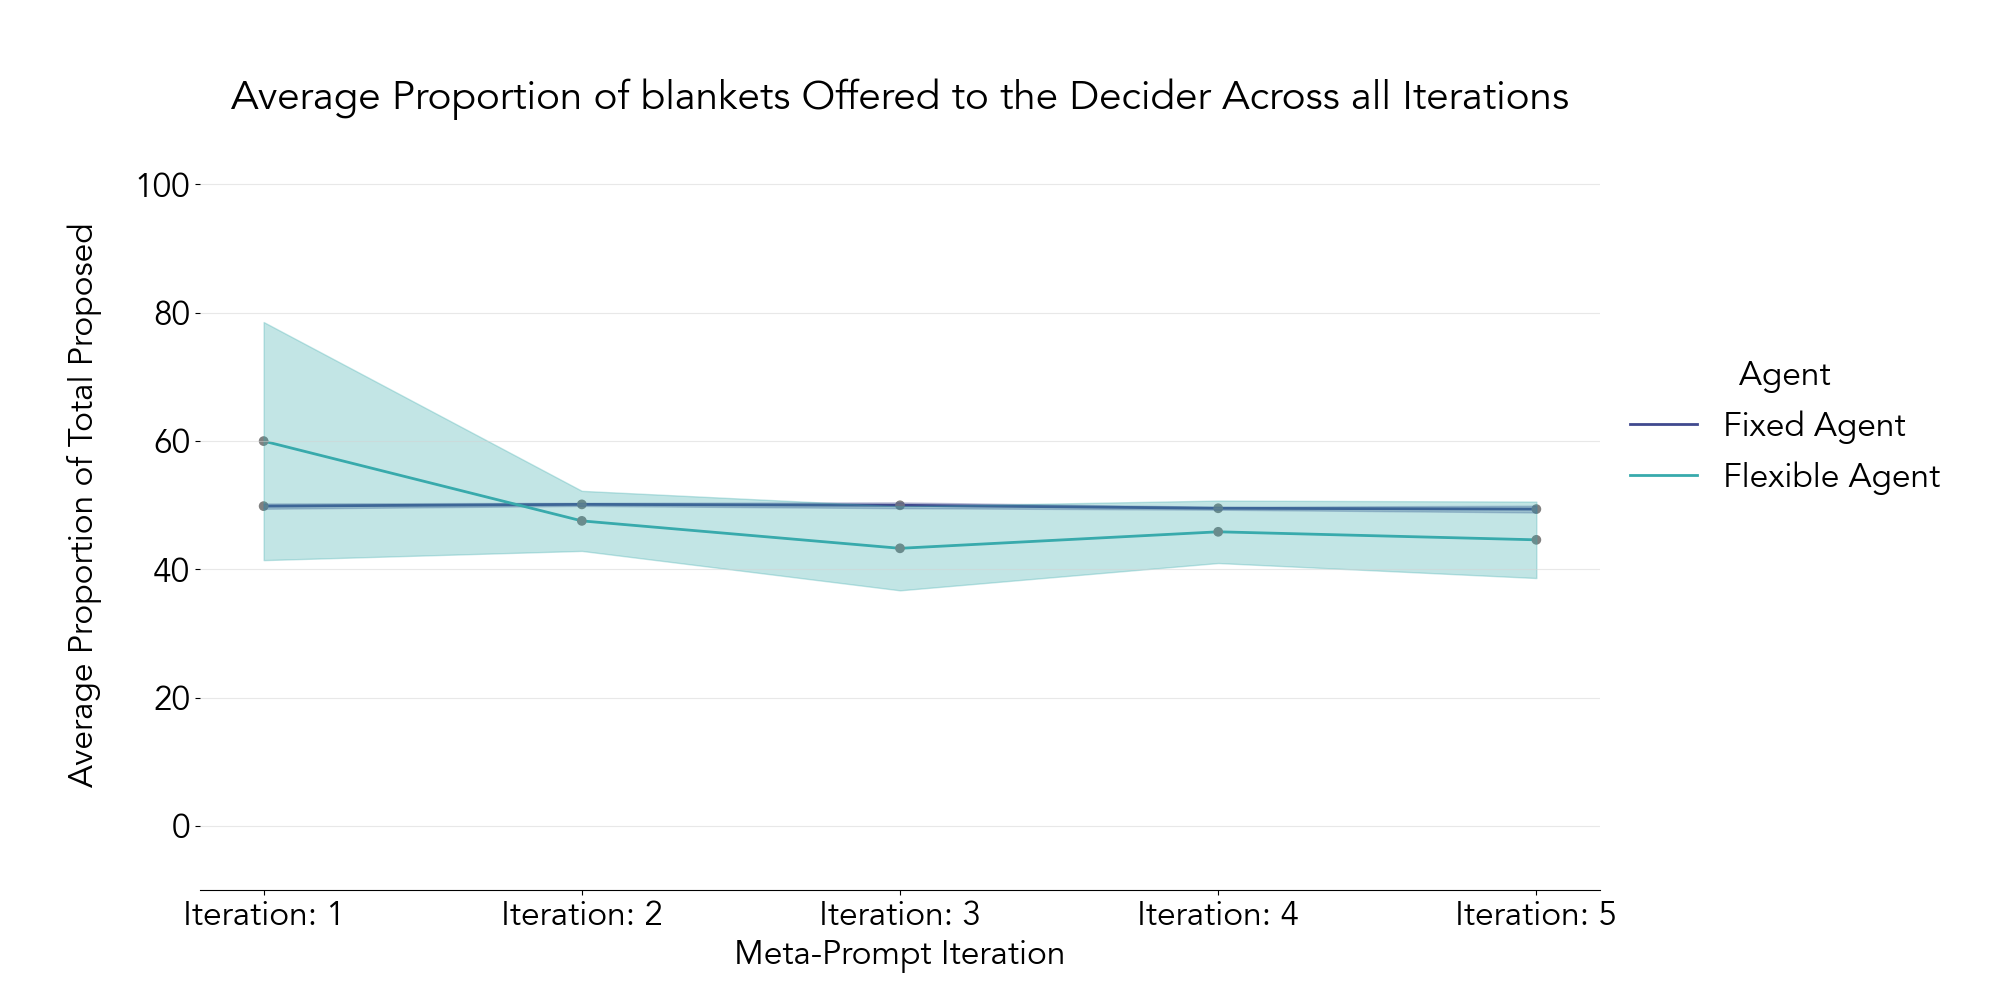 Average Proportion of blankets Offered to the Decider Across all Iterations
Average Proportion of Total Proposed
100
80
60
40
20
0
Iteration: 1
Iteration: 2
Iteration: 3
Iteration: 4
Iteration: 5
Meta-Prompt Iteration
Agent
Fixed Agent
Flexible Agent